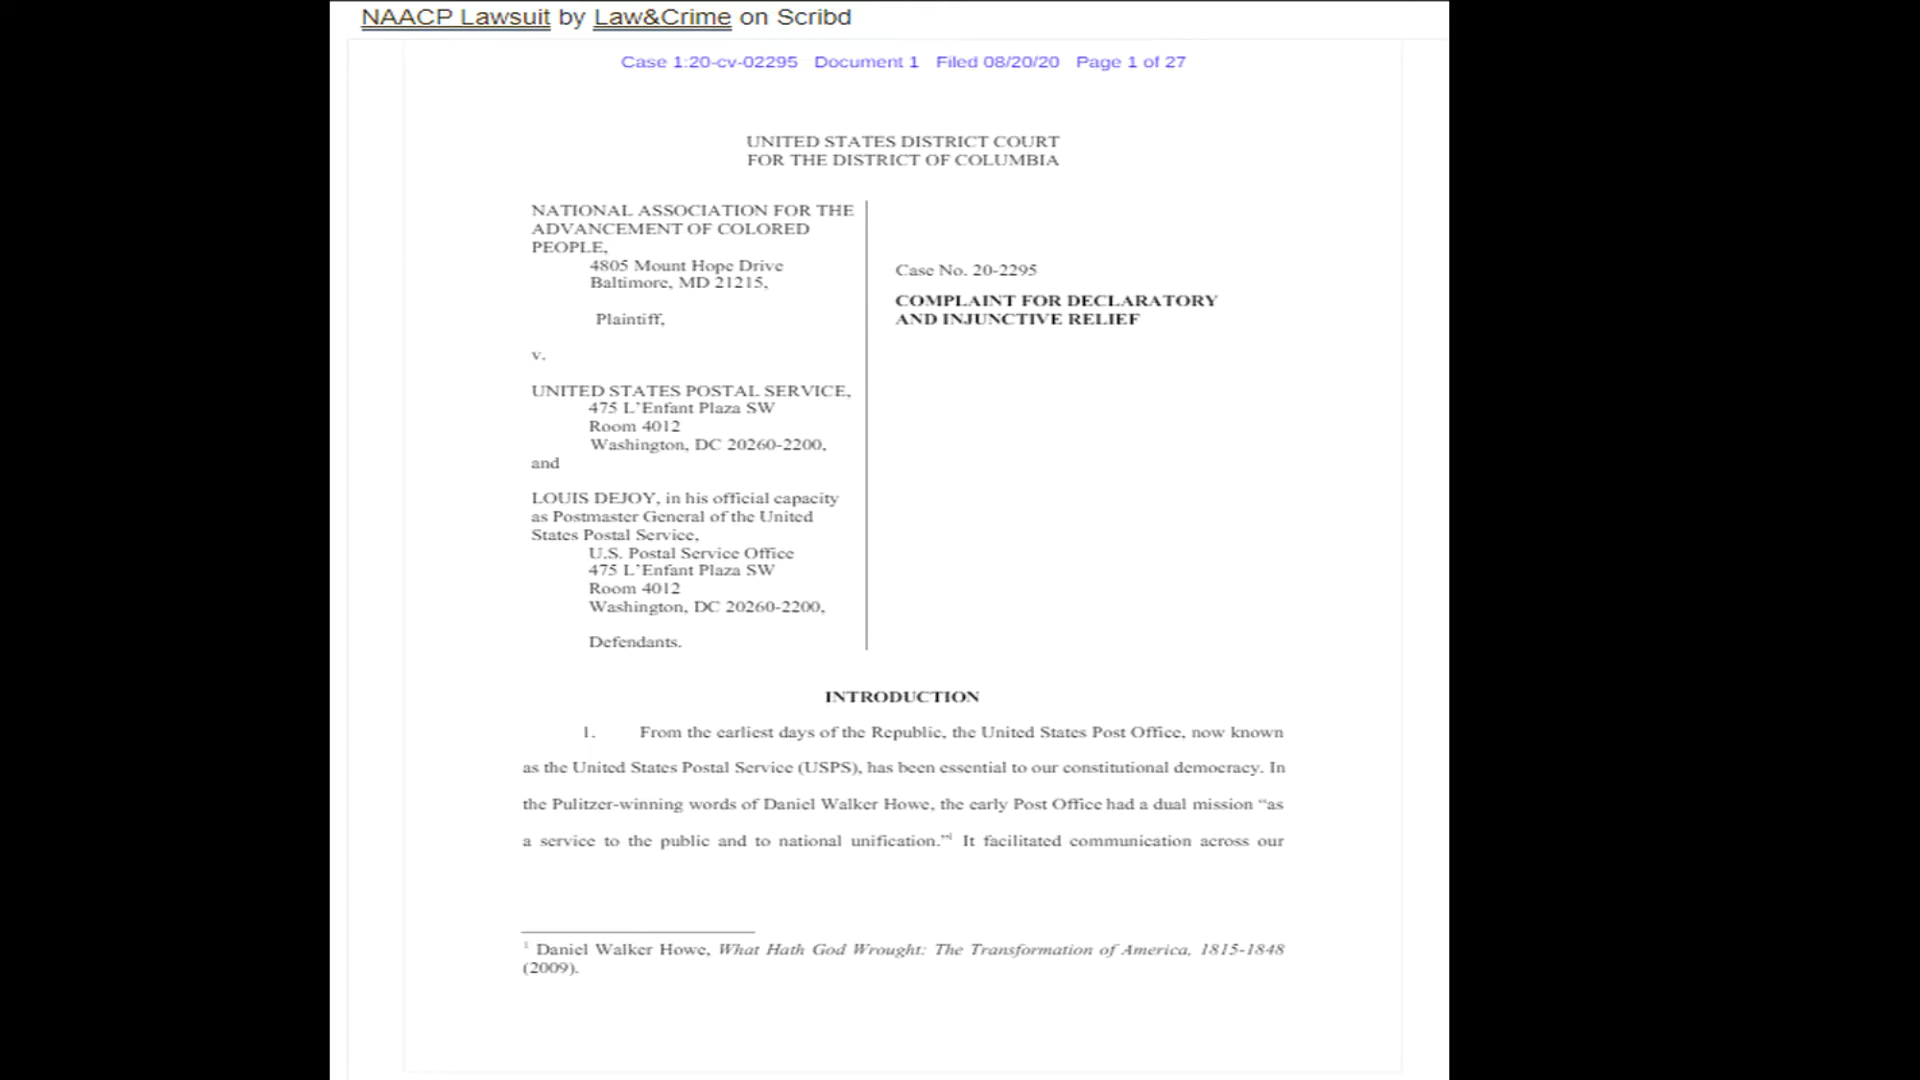 NAACP Lawsuit by Law&Crime on Scribd
Case 1:20-cv-02295 Document 1 Filed 08/20/20 Page 1 of 27
UNITED STATES DISTRICT COURT
FOR THE DISTRICT OF COLUMBIA
NATIONAL ASSOCIATION FOR THE
ADVANCEMENT OF COLORED
PEOPLE,
4805 Mount Hope Drive
Baltimore, MD 21215,
Plaintiff,
v.
UNITED STATES POSTAL SERVICE,
475 L’Enfant Plaza SW
Room 4012
Washington, DC 20260-2200,
and
LOUIS DEJOY, in his official capacity
as Postmaster General of the United
States Postal Service,
U.S. Postal Service Office
475 L’Enfant Plaza SW
Room 4012
Washington, DC 20260-2200,
Defendants.
Case No. 20-2295
COMPLAINT FOR DECLARATORY
AND INJUNCTIVE RELIEF
INTRODUCTION
1. From the earliest days of the Republic, the United States Post Office, now known
as the United States Postal Service (USPS), has been essential to our constitutional democracy. In
the Pulitzer-winning words of Daniel Walker Howe, the early Post Office had a dual mission “as
a service to the public and to national unification.”1 It facilitated communication across our
1 Daniel Walker Howe, What Hath God Wrought: The Transformation of America, 1815-1848
(2009).